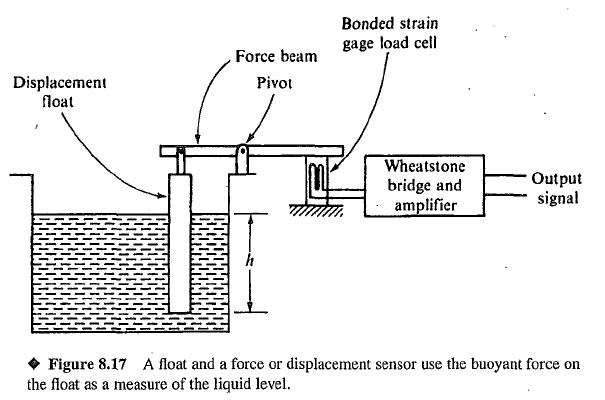 Bonded strain
gage load cell
Force beam
Displacement
float
Pivot
Wheatstone
bridge and
amplifier
Output
signal
h
◆ Figure 8.17 A float and a force or displacement sensor use the buoyant force on
the float as a measure of the liquid level.